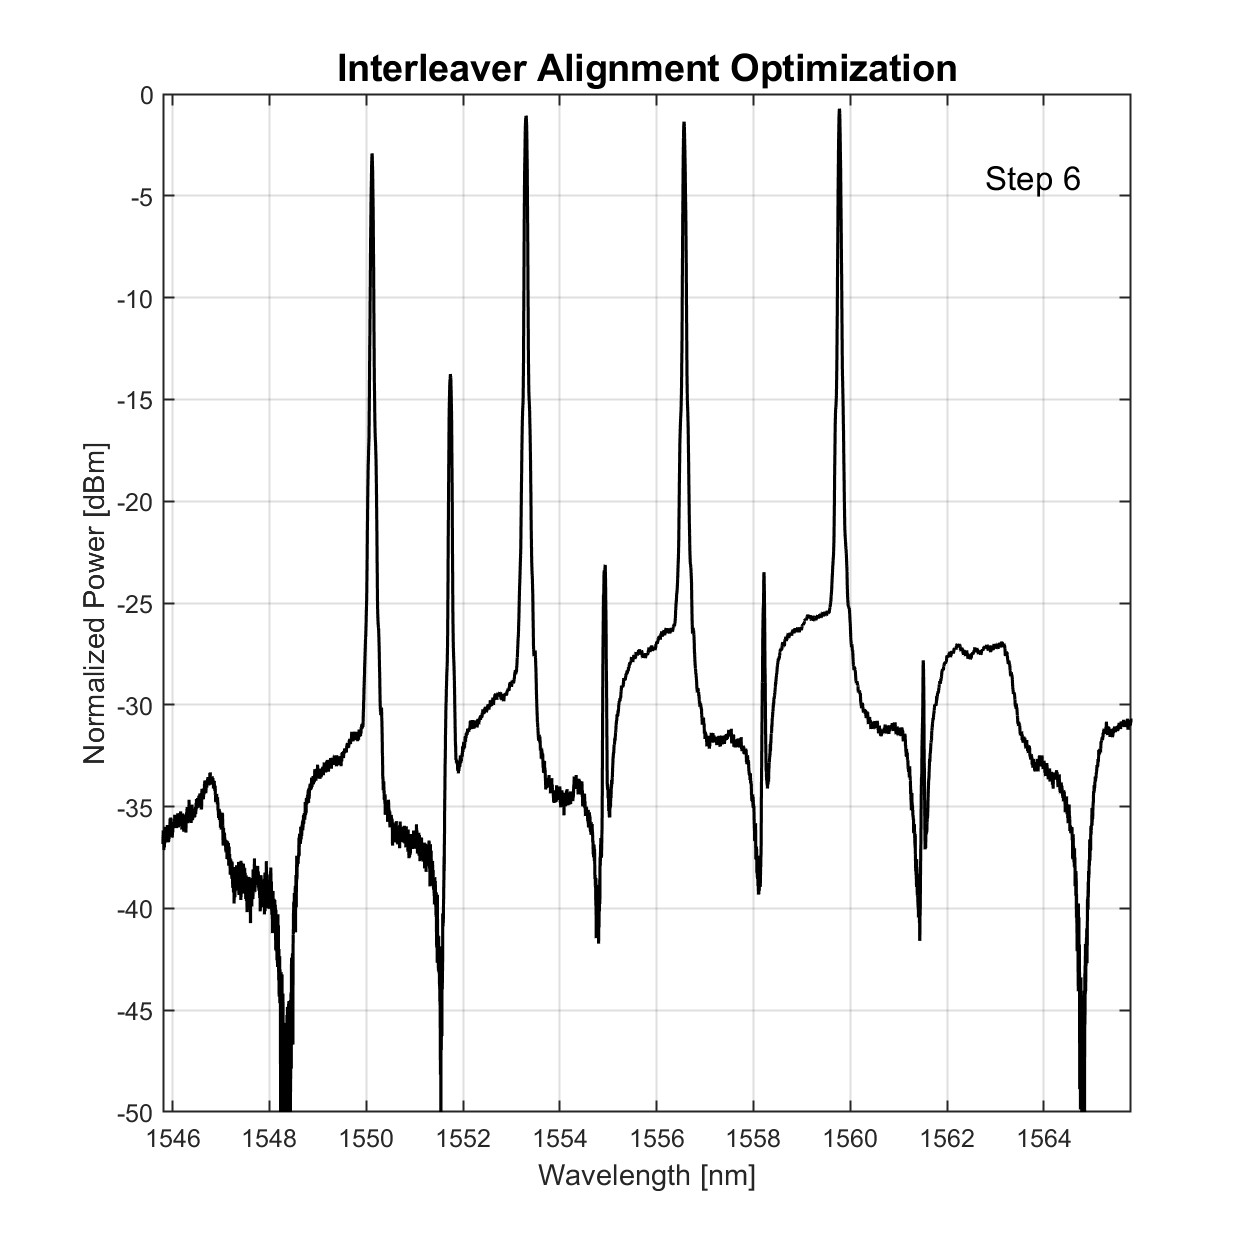 Interleaver Alignment Optimization
Step 6
Normalized Power [dBm]
0
-5
-10
-15
-20
-25
-30
-35
-40
-45
-50
1546 1548 1550 1552 1554 1556 1558 1560 1562 1564
Wavelength [nm]